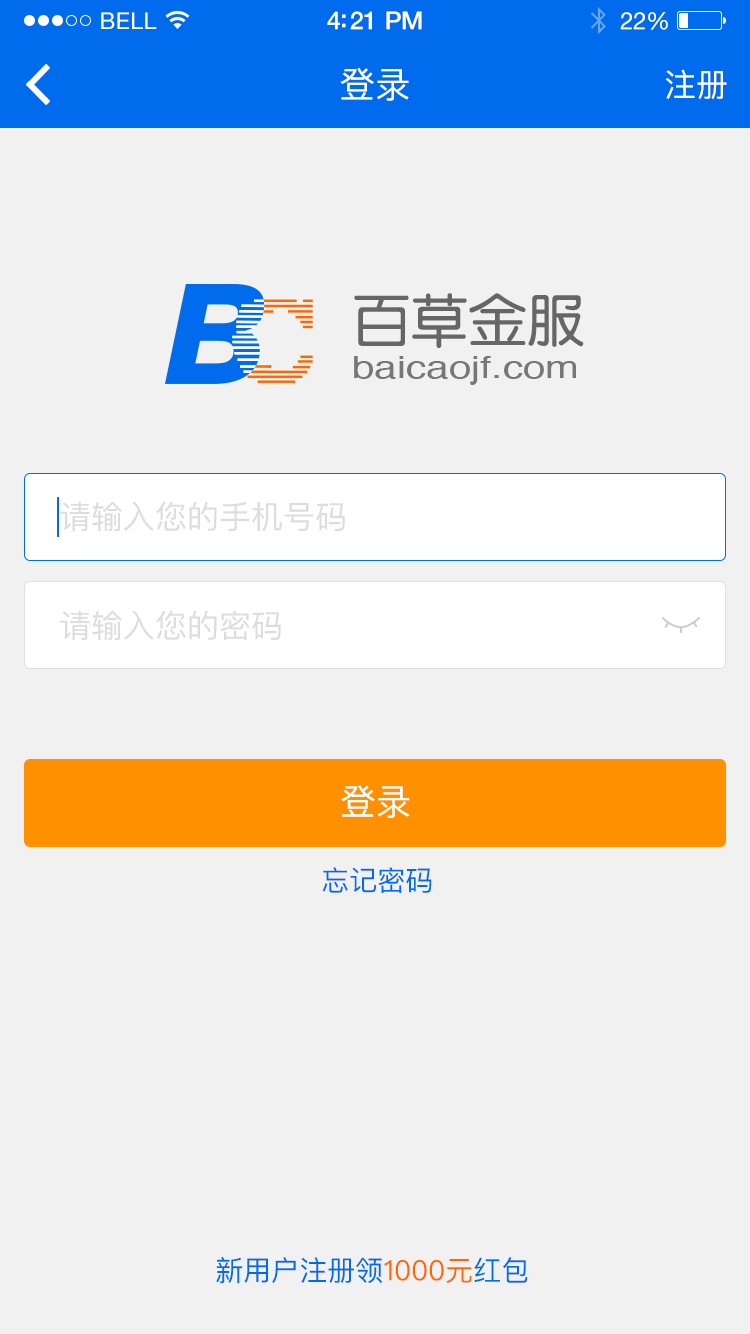 BELL 4:21 PM 22%
登录 注册
BC 百草金服
baicaojf.com
请输入您的手机号码
请输入您的密码
登录
忘记密码
新用户注册领1000元红包